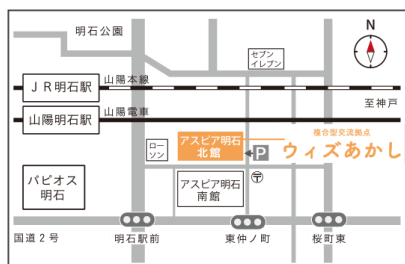 明石公園
N
セブン
イレブン
JR明石駅
山陽本線
至神戸
山陽明石駅
山陽電車
複合型交流拠点
ウィズあかし
ロー
ソン
アスピア明石
北館
P
〒
パピオス
明石
アスピア明石
南館
国道2号
明石駅前
東仲ノ町
桜町東